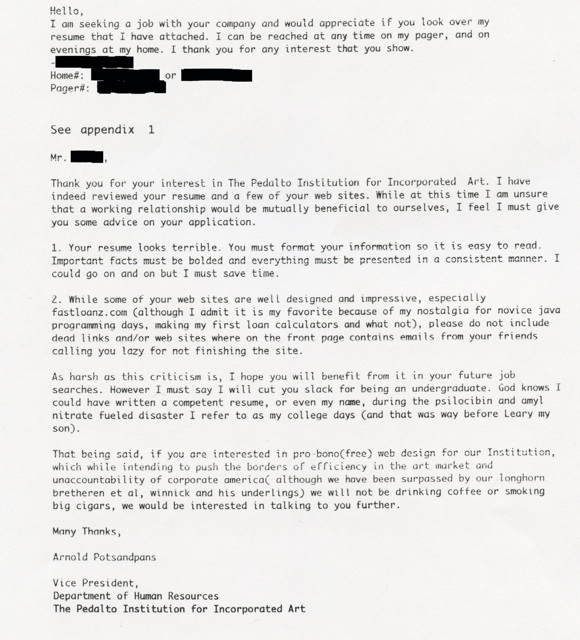 Hello,
I am seeking a job with your company and would appreciate if you look over my
resume that I have attached. I can be reached at any time on my pager, and on
evenings at my home. I thank you for any interest that you show.
-
Home#: or
Pager#:
See appendix 1
Mr. ,
Thank you for your interest in The Pedalto Institution for Incorporated Art. I have
indeed reviewed your resume and a few of your web sites. While at this time I am unsure
that a working relationship would be mutually beneficial to ourselves, I feel I must give
you some advice on your application.
1. Your resume looks terrible. You must format your information so it is easy to read.
Important facts must be bolded and everything must be presented in a consistent manner. I
could go on and on but I must save time.
2. While some of your web sites are well designed and impressive, especially
fastloanz.com (although I admit it is my favorite because of my nostalgia for novice java
programming days, making my first loan calculators and what not), please do not include
dead links and/or web sites where on the front page contains emails from your friends
calling you lazy for not finishing the site.
As harsh as this criticism is, I hope you will benefit from it in your future job
searches. However I must say I will cut you slack for being an undergraduate. God knows I
could have written a competent resume, or even my name, during the psilocibin and amyl
nitrate fueled disaster I refer to as my college days (and that was way before Leary my
son).
That being said, if you are interested in pro-bono(free) web design for our Institution,
which while intending to push the borders of efficiency in the art market and
unaccountability of corporate america( although we have been surpassed by our longhorn
bretheren et al, winnick and his underlings) we will not be drinking coffee or smoking
big cigars, we would be interested in talking to you further.
Many Thanks,
Arnold Potsandpans
Vice President,
Department of Human Resources
The Pedalto Institution for Incorporated Art